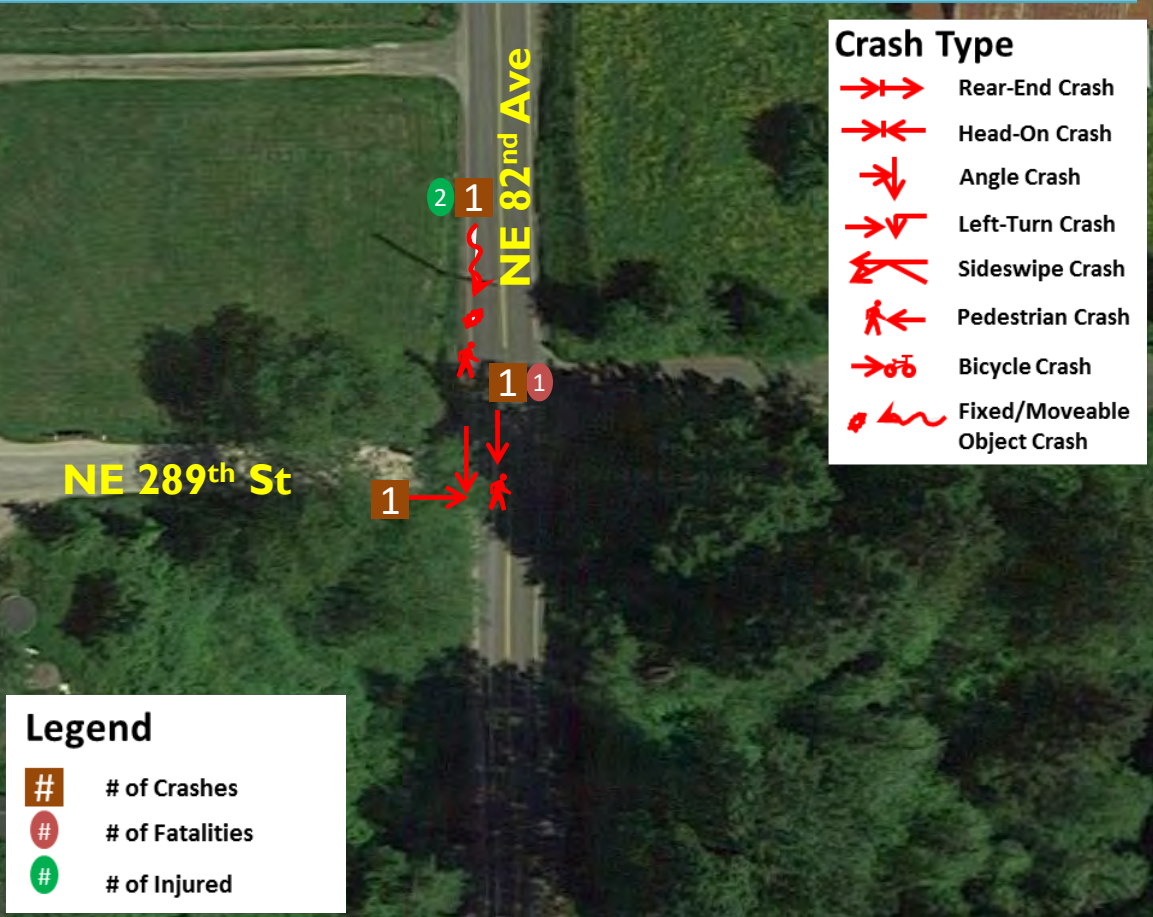 Crash Type
Rear-End Crash
Head-On Crash
Angle Crash
Left-Turn Crash
Sideswipe Crash
Pedestrian Crash
Bicycle Crash
Fixed/Moveable
Object Crash
NE 82nd Ave
2 1
1 1
NE 289th St
1
Legend
# # of Crashes
# # of Fatalities
# # of Injured